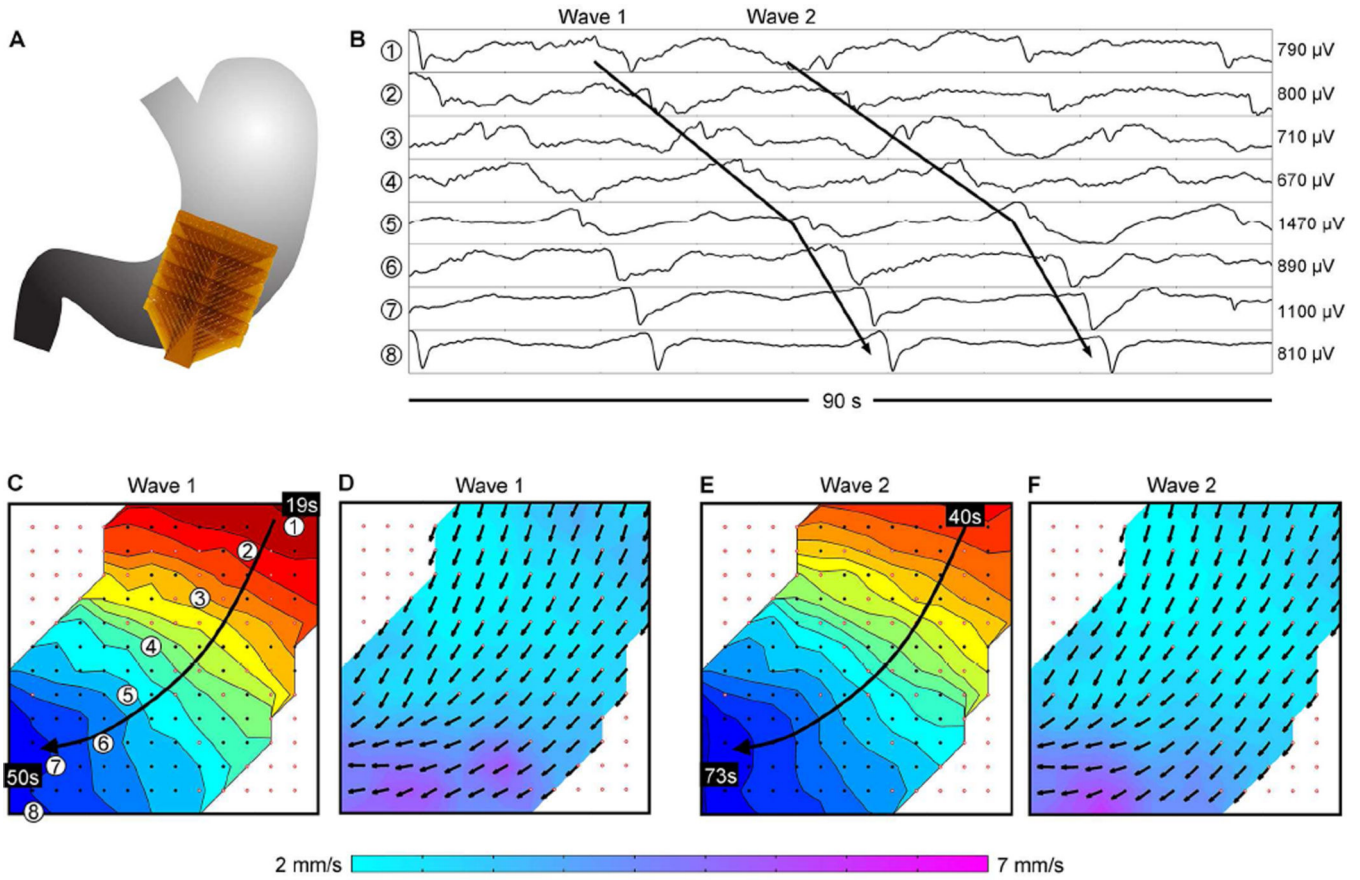 Wave 1 Wave 2
A
B
① 790 µV
② 800 µV
③ 710 µV
④ 670 µV
⑤ 1470 µV
⑥ 890 µV
⑦ 1100 µV
⑧ 810 µV
90 s
C Wave 1
19s
①
②
③
④
⑤
⑥
⑦
50s
⑧
D Wave 1
E Wave 2
40s
73s
F Wave 2
2 mm/s 7 mm/s